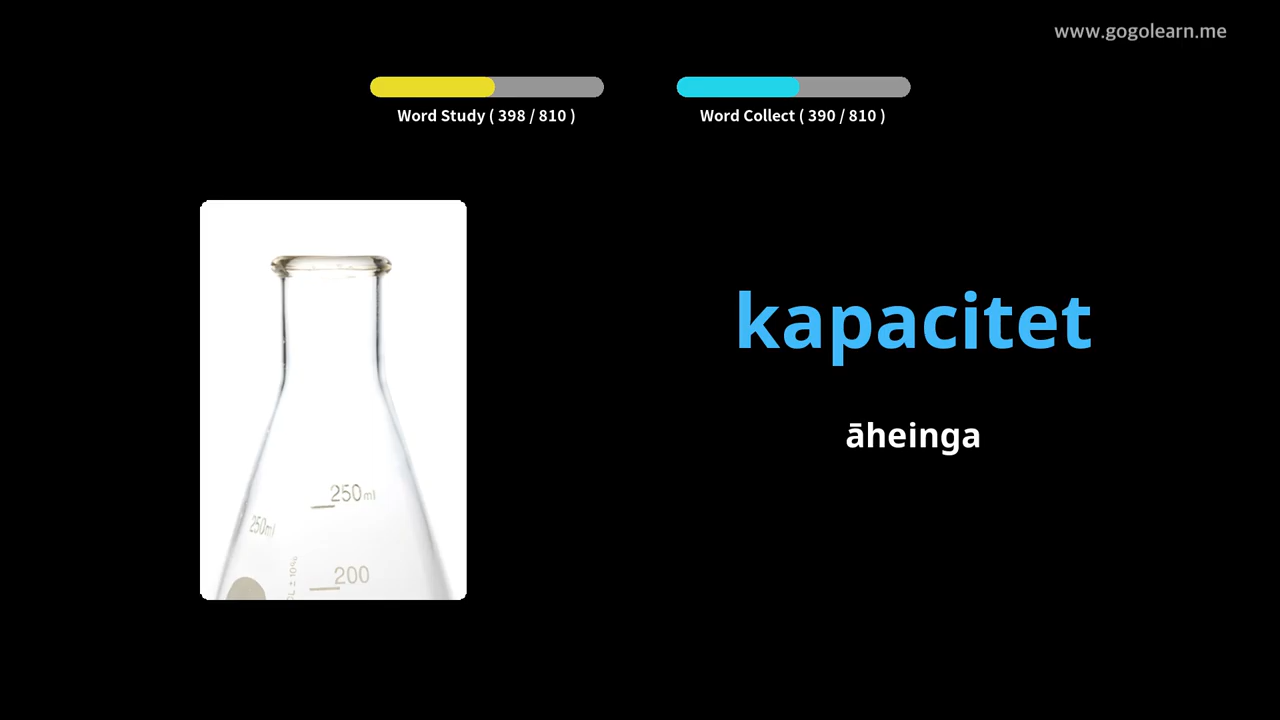 www.gogolearn.me
Word Study ( 398 / 810 )
Word Collect ( 390 / 810 )
kapacitet
āheinga
250ml
250ml
200